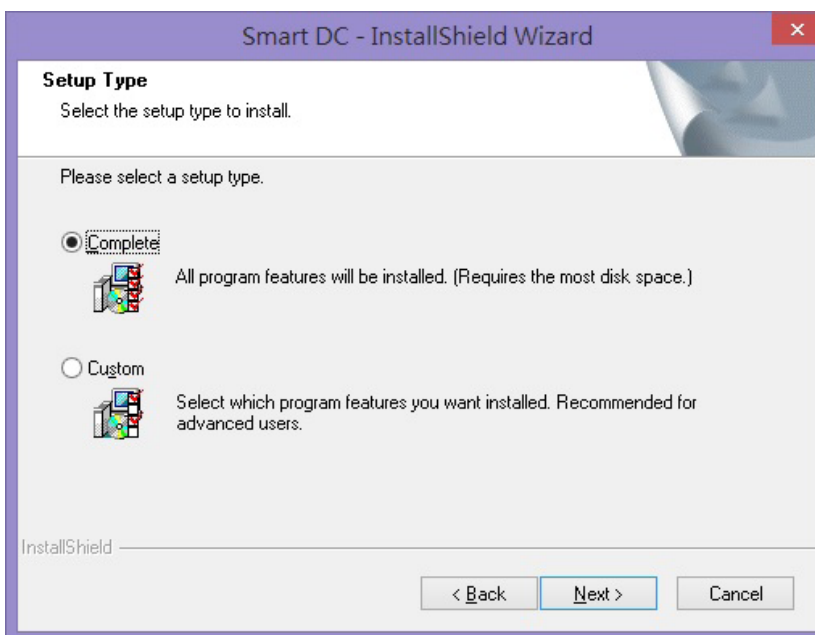 Smart DC - InstallShield Wizard
Setup Type
Select the setup type to install.
Please select a setup type.
Complete
All program features will be installed. (Requires the most disk space.)
Custom
Select which program features you want installed. Recommended for
advanced users.
InstallShield
< Back
Next >
Cancel